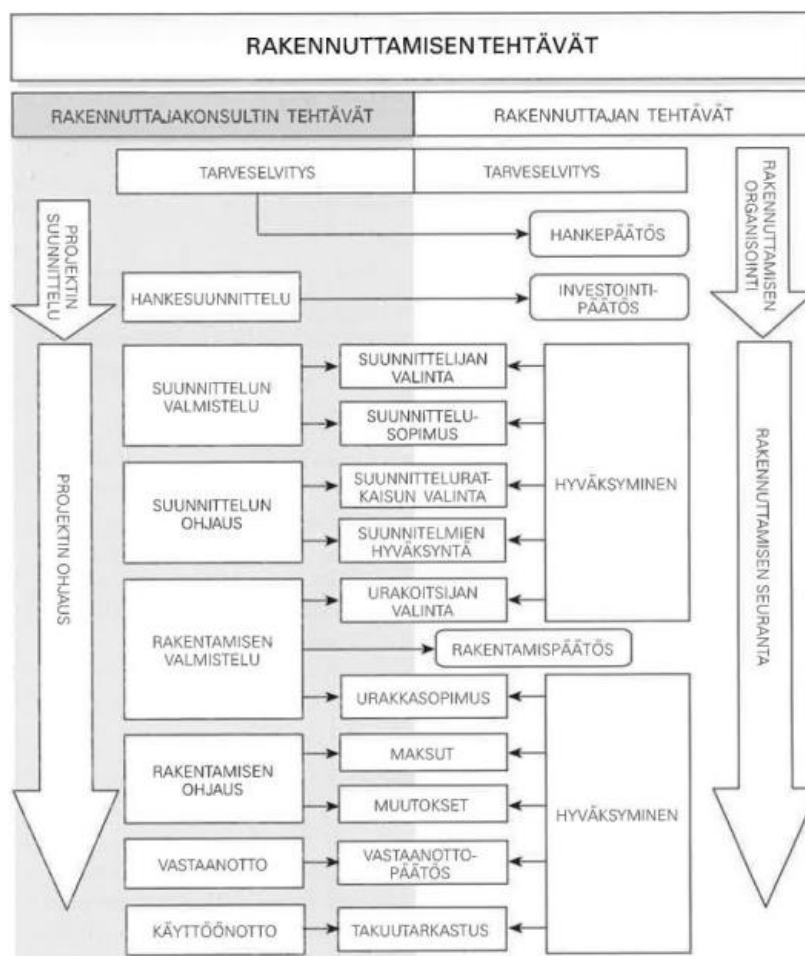 RAKENNUTTAMISEN TEHTÄVÄT
RAKENNUTTAJAKONSULTIN TEHTÄVÄT
RAKENNUTTAJAN TEHTÄVÄT
TARVESELVITYS
TARVESELVITYS
PROJEKTIN
SUUNNITTELU
RAKENNUTTAMISEN
ORGANISOINTI
HANKEPÄÄTÖS
HANKESUUNNITTELU
INVESTOINTI-
PÄÄTÖS
PROJEKTIN OHJAUS
SUUNNITTELUN
VALMISTELU
SUUNNITTELIJAN
VALINTA
SUUNNITTELU-
SOPIMUS
SUUNNITTELUN
OHJAUS
SUUNNITTELURAT-
KAISUN VALINTA
SUUNNITELMIEN
HYVÄKSYNTÄ
HYVÄKSYMINEN
RAKENNUTTAMISEN SEURANTA
RAKENTAMISEN
VALMISTELU
URAKOITSIJAN
VALINTA
RAKENTAMISPÄÄTÖS
URAKKASOPIMUS
RAKENTAMISEN
OHJAUS
MAKSUT
MUUTOKSET
HYVÄKSYMINEN
VASTAANOTTO
VASTAANOTTO-
PÄÄTÖS
KÄYTTÖÖNOTTO
TAKUUTARKASTUS